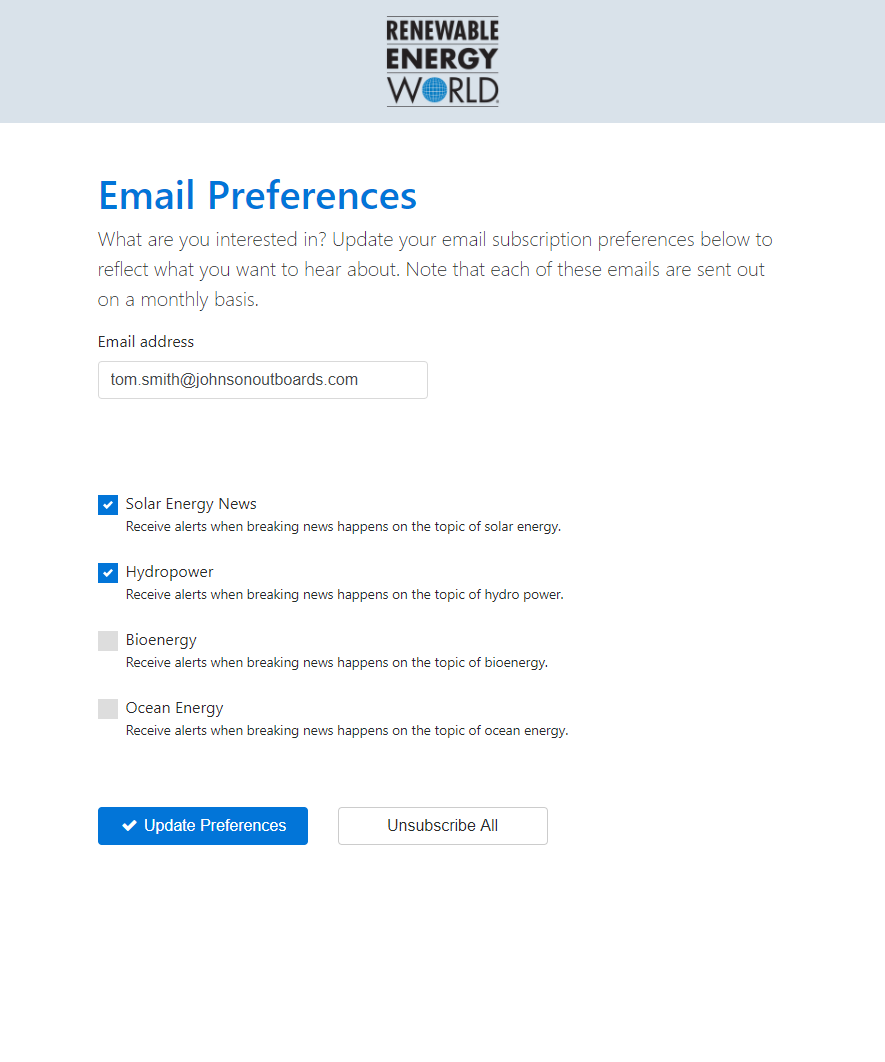 RENEWABLE
ENERGY
WORLD
Email Preferences
What are you interested in? Update your email subscription preferences below to
reflect what you want to hear about. Note that each of these emails are sent out
on a monthly basis.
Email address
tom.smith@johnsonoutboards.com
Solar Energy News
Receive alerts when breaking news happens on the topic of solar energy.
Hydropower
Receive alerts when breaking news happens on the topic of hydro power.
Bioenergy
Receive alerts when breaking news happens on the topic of bioenergy.
Ocean Energy
Receive alerts when breaking news happens on the topic of ocean energy.
Update Preferences
Unsubscribe All